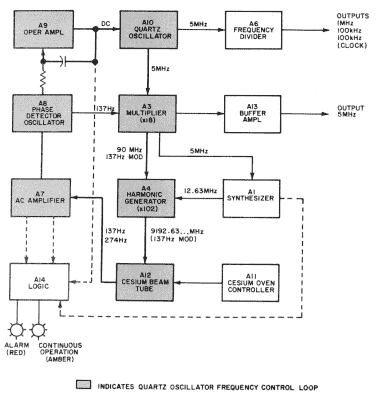 A9
OPER AMPL
DC
A10
QUARTZ
OSCILLATOR
5MHz
A6
FREQUENCY
DIVIDER
OUTPUTS
1MHz
100kHz
100kHz
(CLOCK)
5MHz
A8
PHASE
DETECTOR
OSCILLATOR
137Hz
A3
MULTIPLIER
(x18)
A13
BUFFER
AMPL
OUTPUT
5MHz
90 MHz
137Hz MOD
5MHz
A7
AC AMPLIFIER
A4
HARMONIC
GENERATOR
(x102)
12.63MHz
A1
SYNTHESIZER
137Hz
274Hz
9192.63...MHz
(137Hz MOD)
A14
LOGIC
A12
CESIUM BEAM
TUBE
A11
CESIUM OVEN
CONTROLLER
ALARM
(RED)
CONTINUOUS
OPERATION
(AMBER)
INDICATES QUARTZ OSCILLATOR FREQUENCY CONTROL LOOP